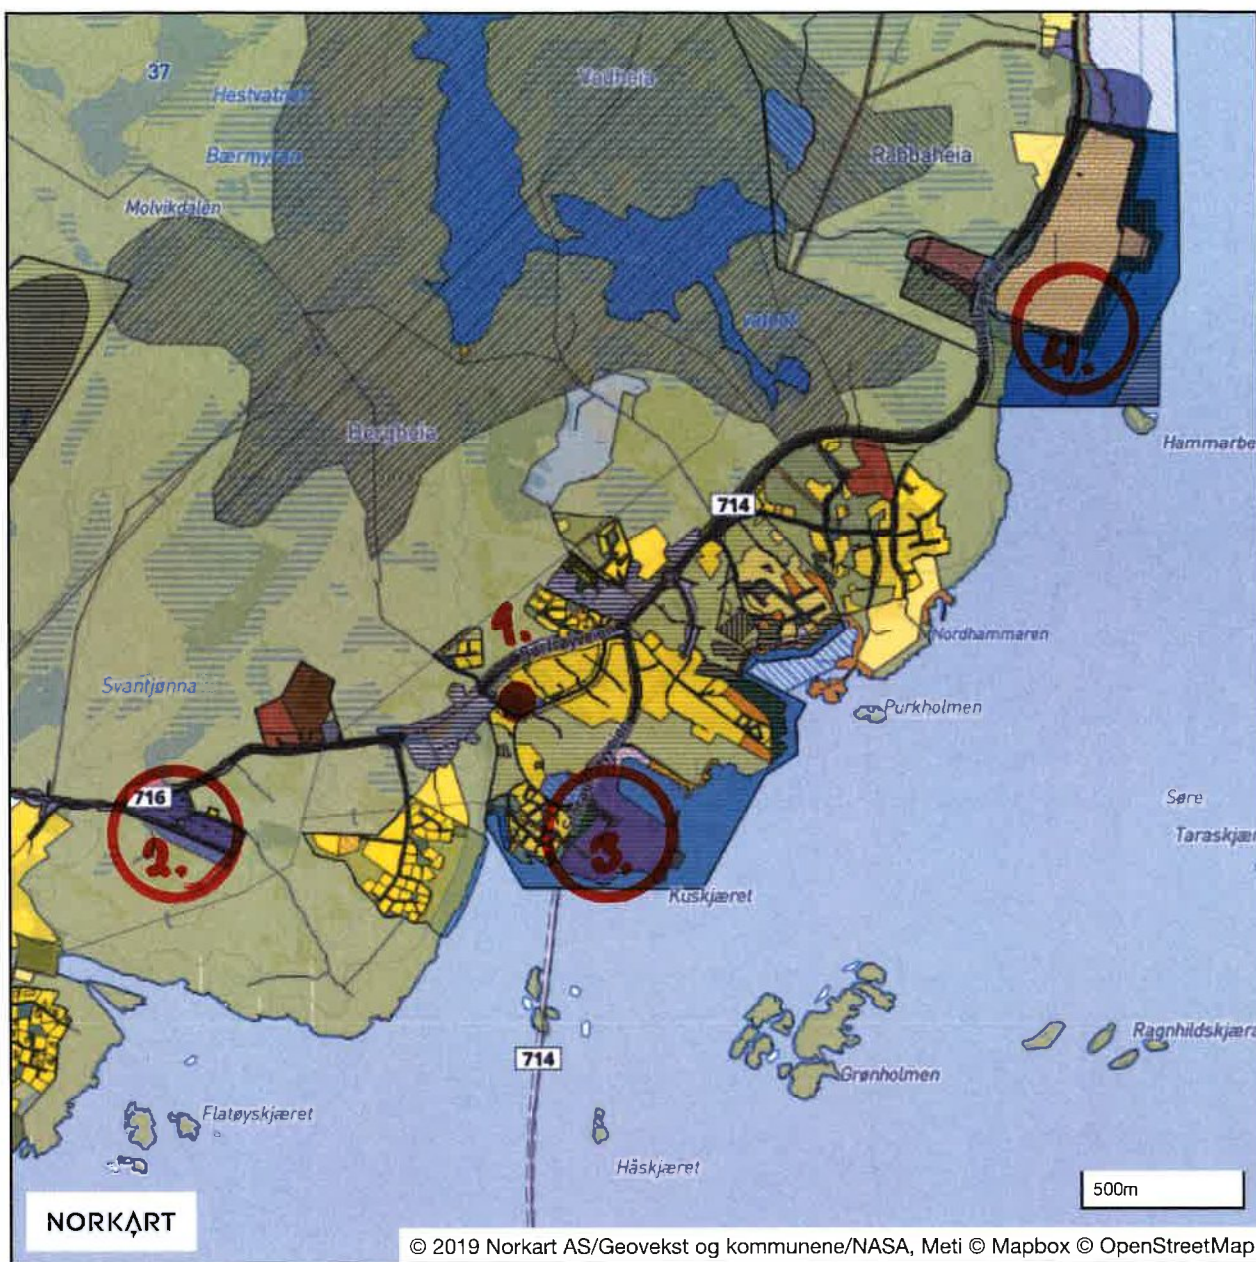 37
Hestvatnet
Vadheia
Bærmyran
Rabbaheia
Molvikdalen
Bergheia
4.
Hammarbe
714
1.
Nordhammaren
Svantjønna
Purkholmen
716
2.
3.
Søre
Taraskjær
Kuskjæret
714
Ragnhildskjæra
Grønholmen
Flatøyskjæret
Håskjæret
500m
NORKART
© 2019 Norkart AS/Geovekst og kommunene/NASA, Meti © Mapbox © OpenStreetMap